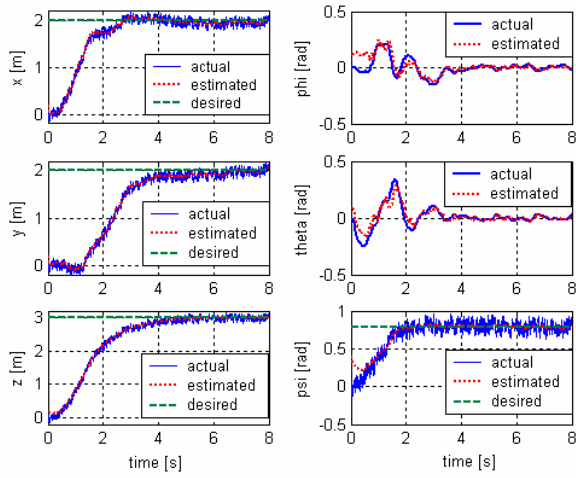 2
1
0
x [m]
actual
estimated
desired
0 2 4 6 8
0.5
0
-0.5
phi [rad]
actual
estimated
0 2 4 6 8
2
1
0
y [m]
actual
estimated
desired
0 2 4 6 8
0.5
0
-0.5
theta [rad]
actual
estimated
0 2 4 6 8
3
2
1
0
z [m]
actual
estimated
desired
0 2 4 6 8
time [s]
1
0.5
0
-0.5
psi [rad]
actual
estimated
desired
0 2 4 6 8
time [s]